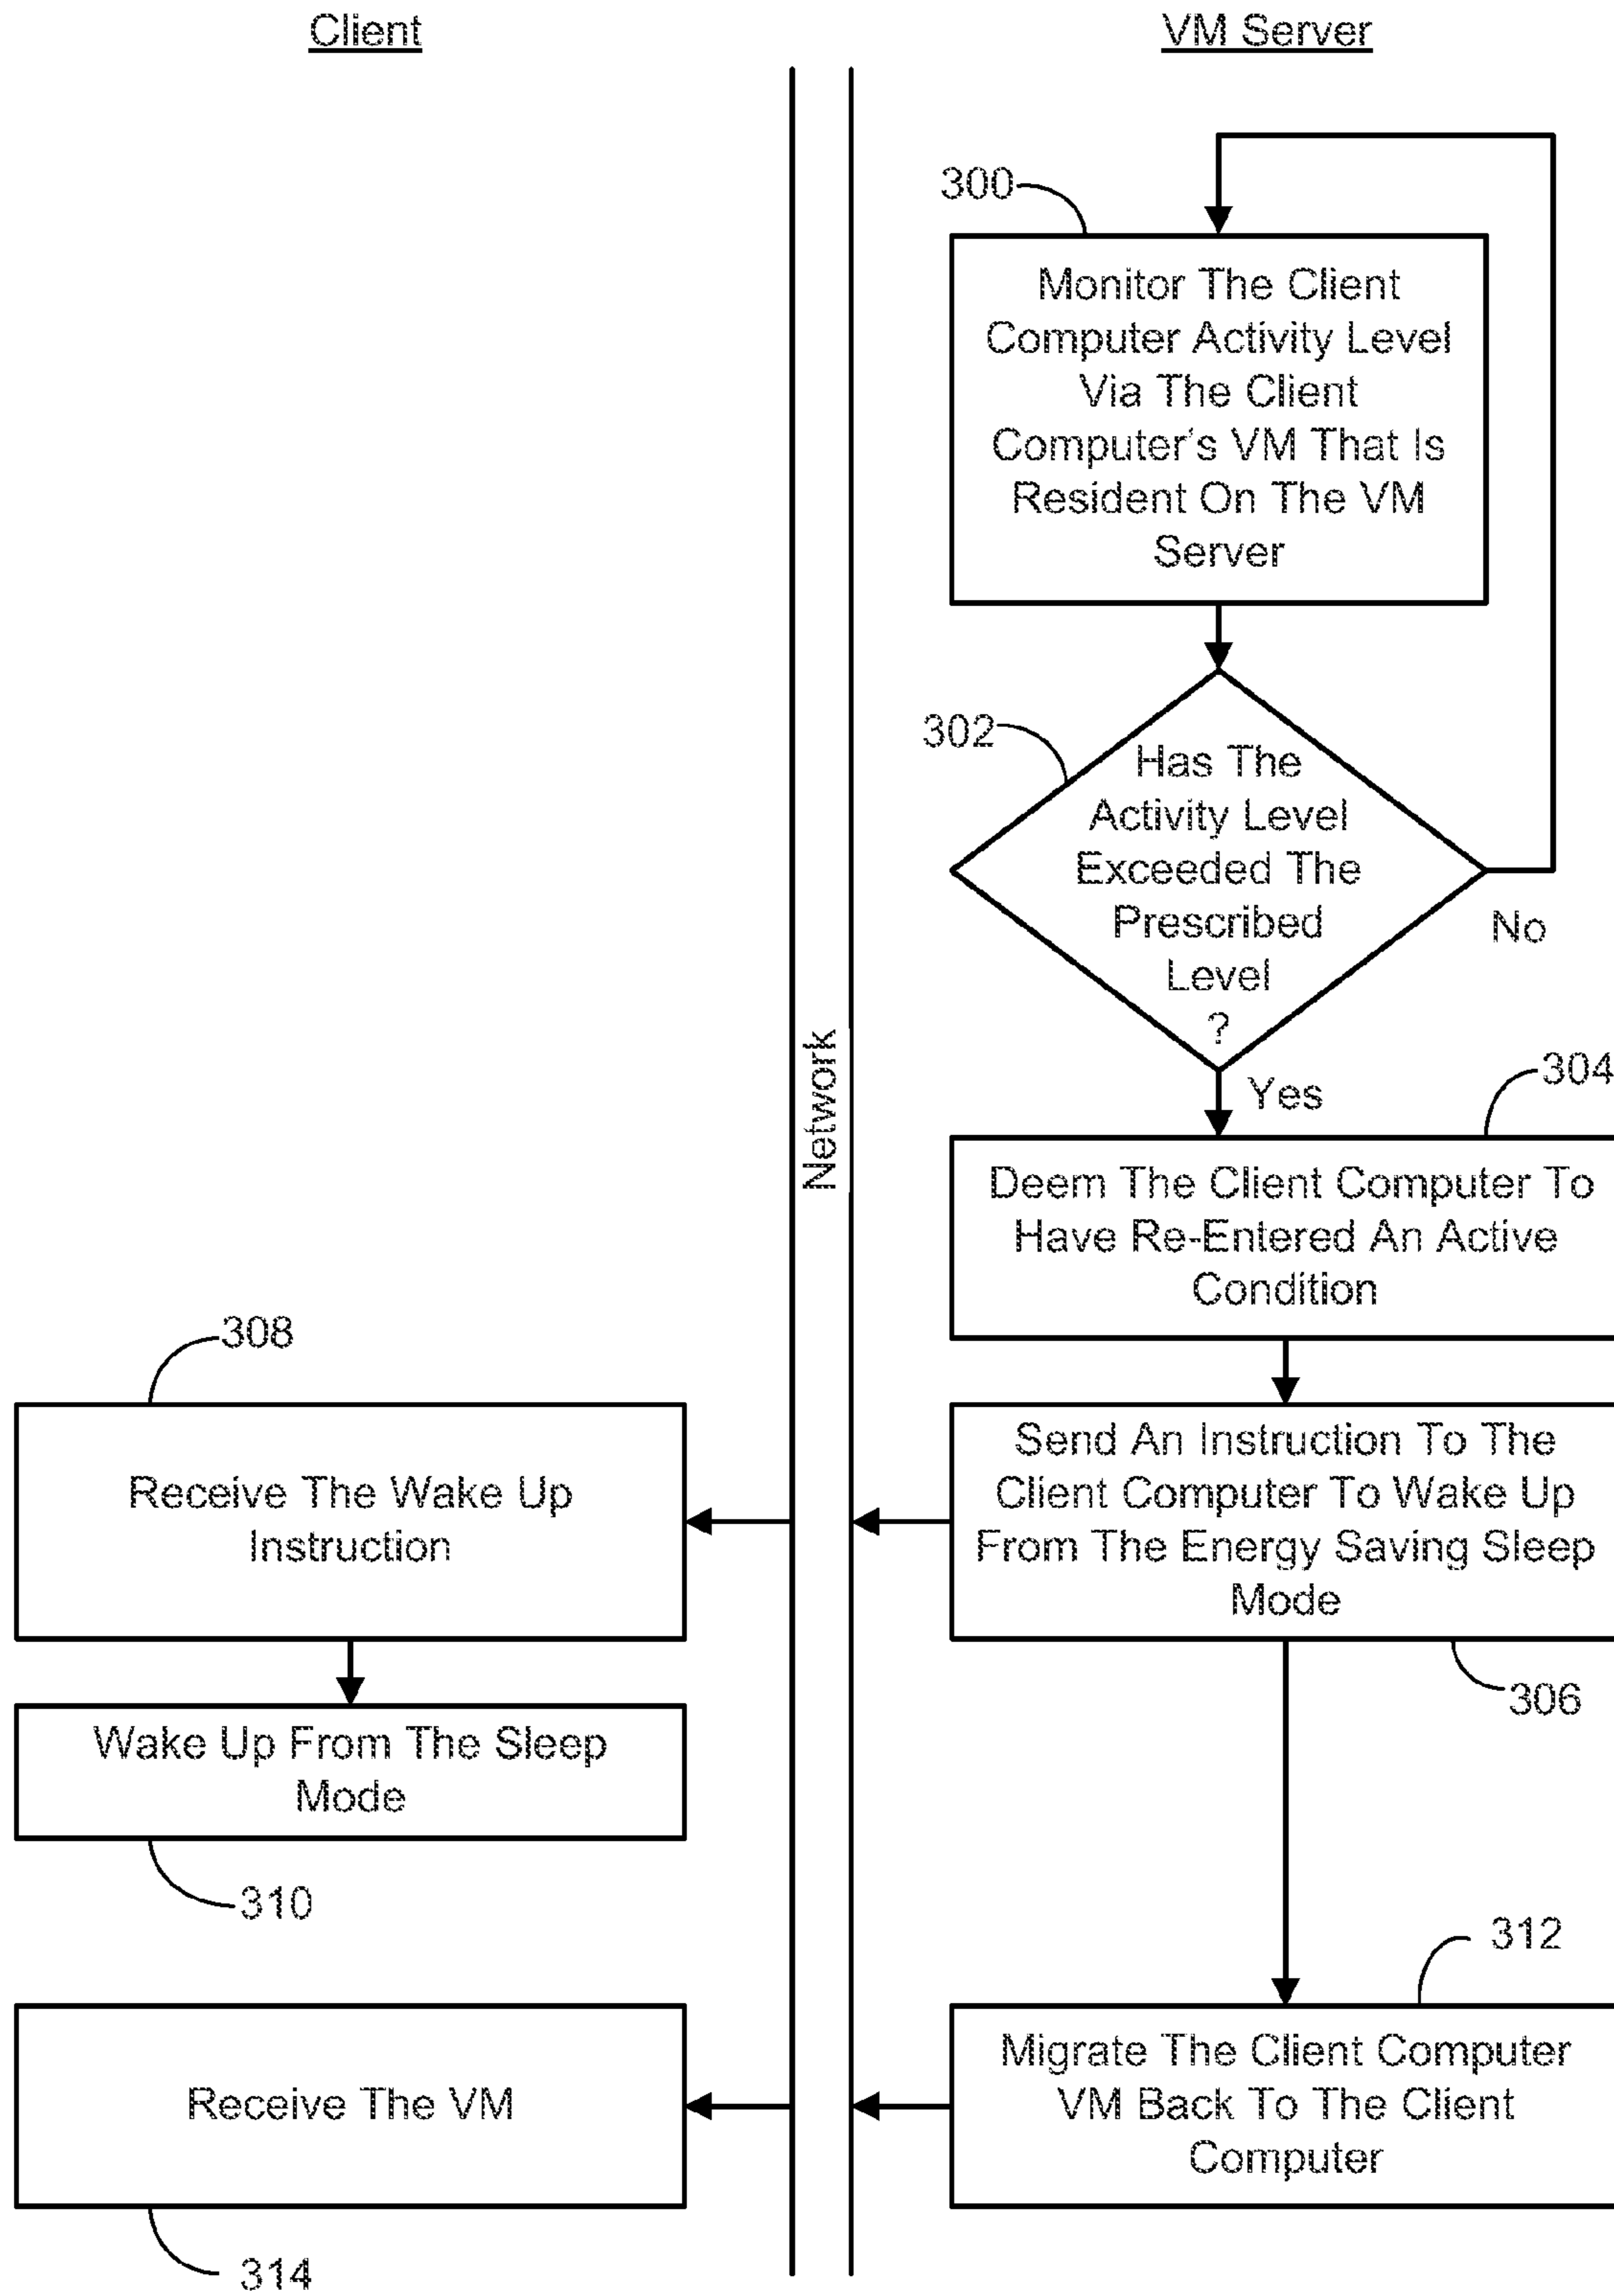 Client
VM Server
300
Monitor The Client
Computer Activity Level
Via The Client
Computer's VM That Is
Resident On The VM
Server
302
Has The
Activity Level
Exceeded The
Prescribed
Level
?
No
Yes
Network
304
Deem The Client Computer To
Have Re-Entered An Active
Condition
308
Receive The Wake Up
Instruction
Send An Instruction To The
Client Computer To Wake Up
From The Energy Saving Sleep
Mode
306
Wake Up From The Sleep
Mode
310
312
Receive The VM
Migrate The Client Computer
VM Back To The Client
Computer
314